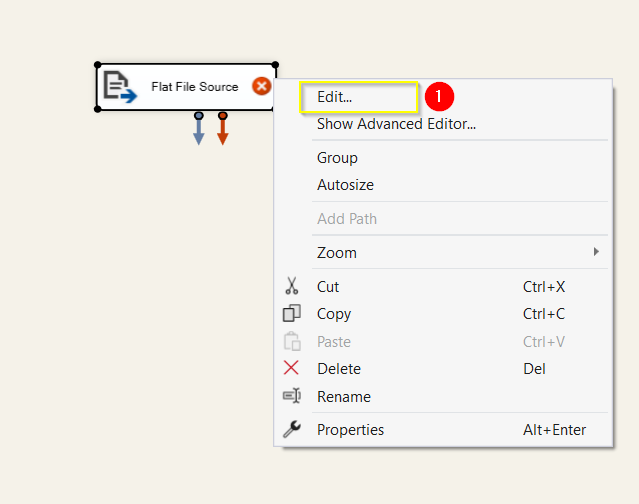 Flat File Source
Edit...
1
Show Advanced Editor...
Group
Autosize
Add Path
Zoom
Cut Ctrl+X
Copy Ctrl+C
Paste Ctrl+V
Delete Del
Rename
Properties Alt+Enter